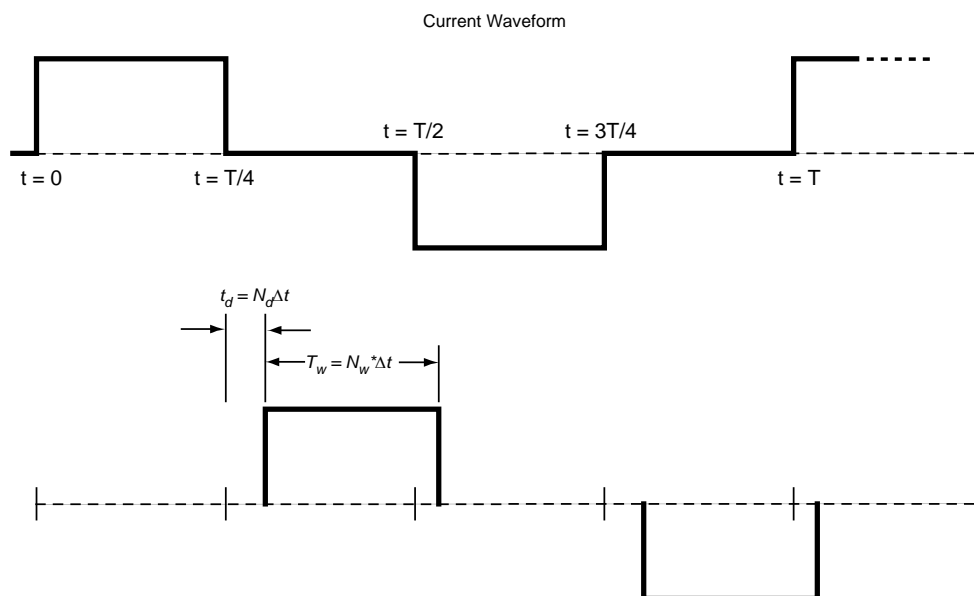 Current Waveform
t = T/2
t = 3T/4
t = 0
t = T/4
t = T
t_d = N_dΔt
T_w = N_w*Δt